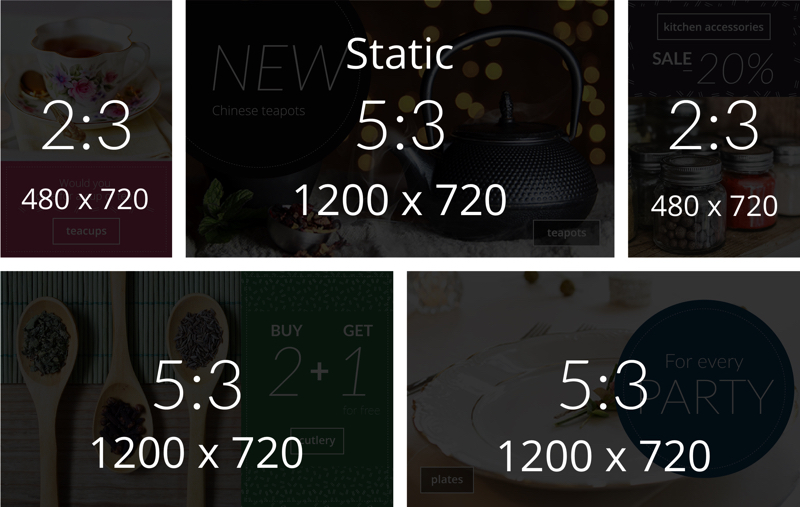 2:3
480 x 720
Would you
teacups
Static
NEW
Chinese teapots
5:3
1200 x 720
teapots
kitchen accessories
SALE -20%
2:3
480 x 720
BUY GET
2 + 1
for free
5:3
cutlery
1200 x 720
For every
PARTY
5:3
1200 x 720
plates